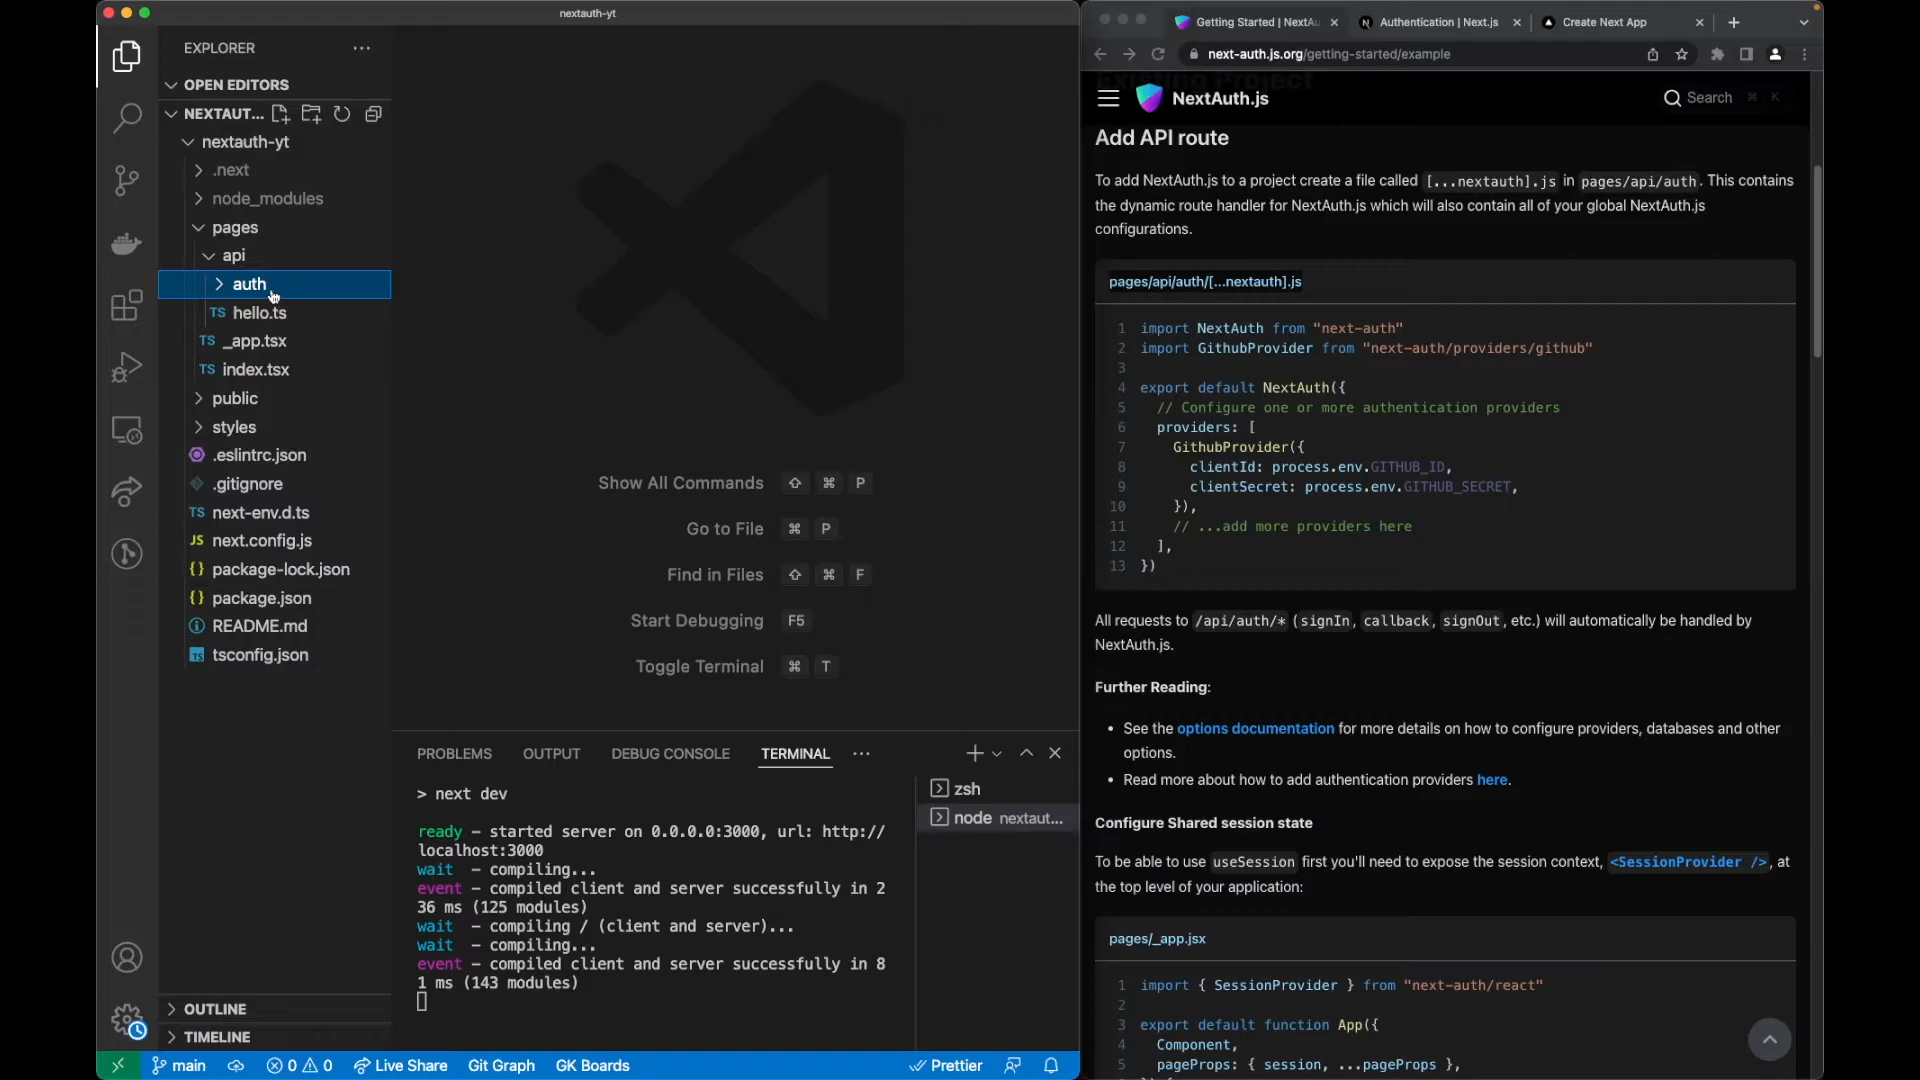 nextauth-yt
EXPLORER
OPEN EDITORS
NEXTAUT...
nextauth-yt
.next
node_modules
pages
api
auth
hello.ts
_app.tsx
index.tsx
public
styles
.eslintrc.json
.gitignore
next-env.d.ts
next.config.js
package-lock.json
package.json
README.md
tsconfig.json
OUTLINE
TIMELINE
Show All Commands ⇧ ⌘ P
Go to File ⌘ P
Find in Files ⇧ ⌘ F
Start Debugging F5
Toggle Terminal ⌘ T
PROBLEMS OUTPUT DEBUG CONSOLE TERMINAL
> next dev
ready – started server on 0.0.0.0:3000, url: http://
localhost:3000
wait – compiling...
event – compiled client and server successfully in 2
36 ms (125 modules)
wait – compiling / (client and server)...
wait – compiling...
event – compiled client and server successfully in 8
1 ms (143 modules)
zsh
node nextaut...
main 0 0 Live Share Git Graph GK Boards Prettier
Getting Started | NextAu
Authentication | Next.js
Create Next App
next-auth.js.org/getting-started/example
Existing Project
NextAuth.js
Search ⌘ K
Add API route
To add NextAuth.js to a project create a file called [...nextauth].js in pages/api/auth. This contains
the dynamic route handler for NextAuth.js which will also contain all of your global NextAuth.js
configurations.
pages/api/auth/[...nextauth].js
1 import NextAuth from "next-auth"
2 import GithubProvider from "next-auth/providers/github"
3
4 export default NextAuth({
5 // Configure one or more authentication providers
6 providers: [
7 GithubProvider({
8 clientId: process.env.GITHUB_ID,
9 clientSecret: process.env.GITHUB_SECRET,
10 }),
11 // ...add more providers here
12 ],
13 })
All requests to /api/auth/* (signIn, callback, signOut, etc.) will automatically be handled by
NextAuth.js.
Further Reading:
• See the options documentation for more details on how to configure providers, databases and other
options.
• Read more about how to add authentication providers here.
Configure Shared session state
To be able to use useSession first you'll need to expose the session context, <SessionProvider />, at
the top level of your application:
pages/_app.jsx
1 import { SessionProvider } from "next-auth/react"
2
3 export default function App({
4 Component,
5 pageProps: { session, ...pageProps },